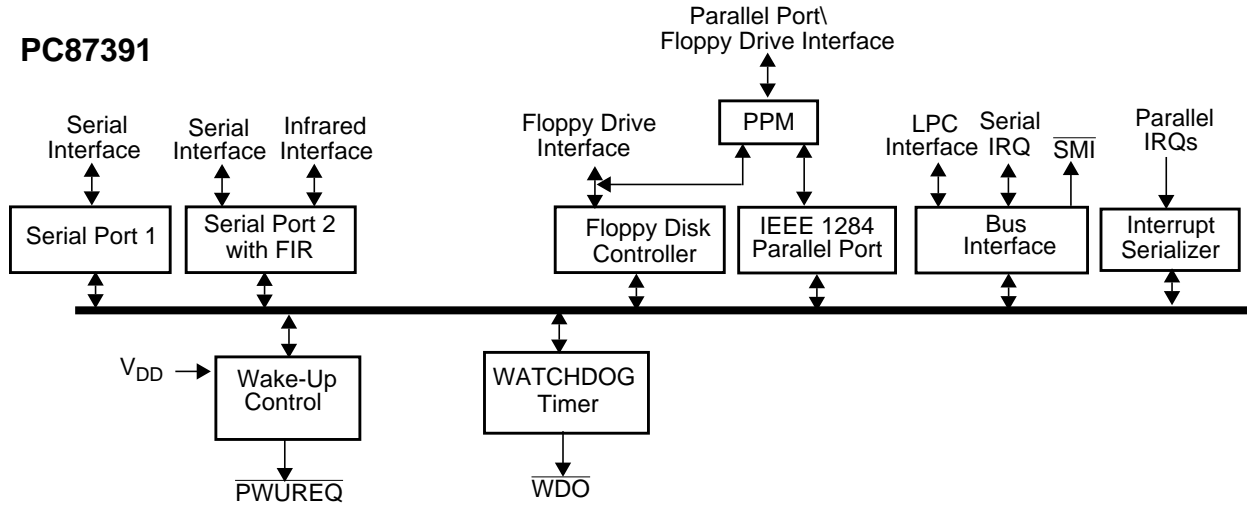 PC87391
Parallel Port\
Floppy Drive Interface
PPM
Serial
Interface
Serial
Interface
Infrared
Interface
Floppy Drive
Interface
LPC
Interface
Serial
IRQ
SMI
Parallel
IRQs
Serial Port 1
Serial Port 2
with FIR
Floppy Disk
Controller
IEEE 1284
Parallel Port
Bus
Interface
Interrupt
Serializer
VDD
Wake-Up
Control
WATCHDOG
Timer
PWUREQ
WDO